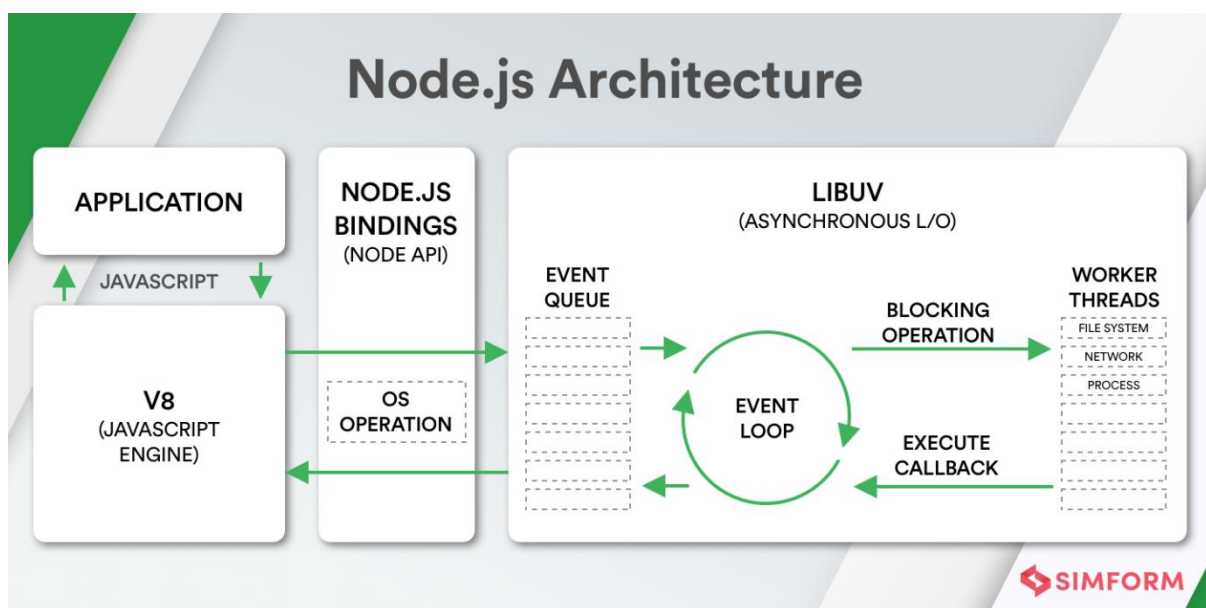 Node.js Architecture
APPLICATION
JAVASCRIPT
V8
(JAVASCRIPT
ENGINE)
NODE.JS
BINDINGS
(NODE API)
OS
OPERATION
LIBUV
(ASYNCHRONOUS L/O)
EVENT
QUEUE
EVENT
LOOP
BLOCKING
OPERATION
EXECUTE
CALLBACK
WORKER
THREADS
FILE SYSTEM
NETWORK
PROCESS
SIMFORM